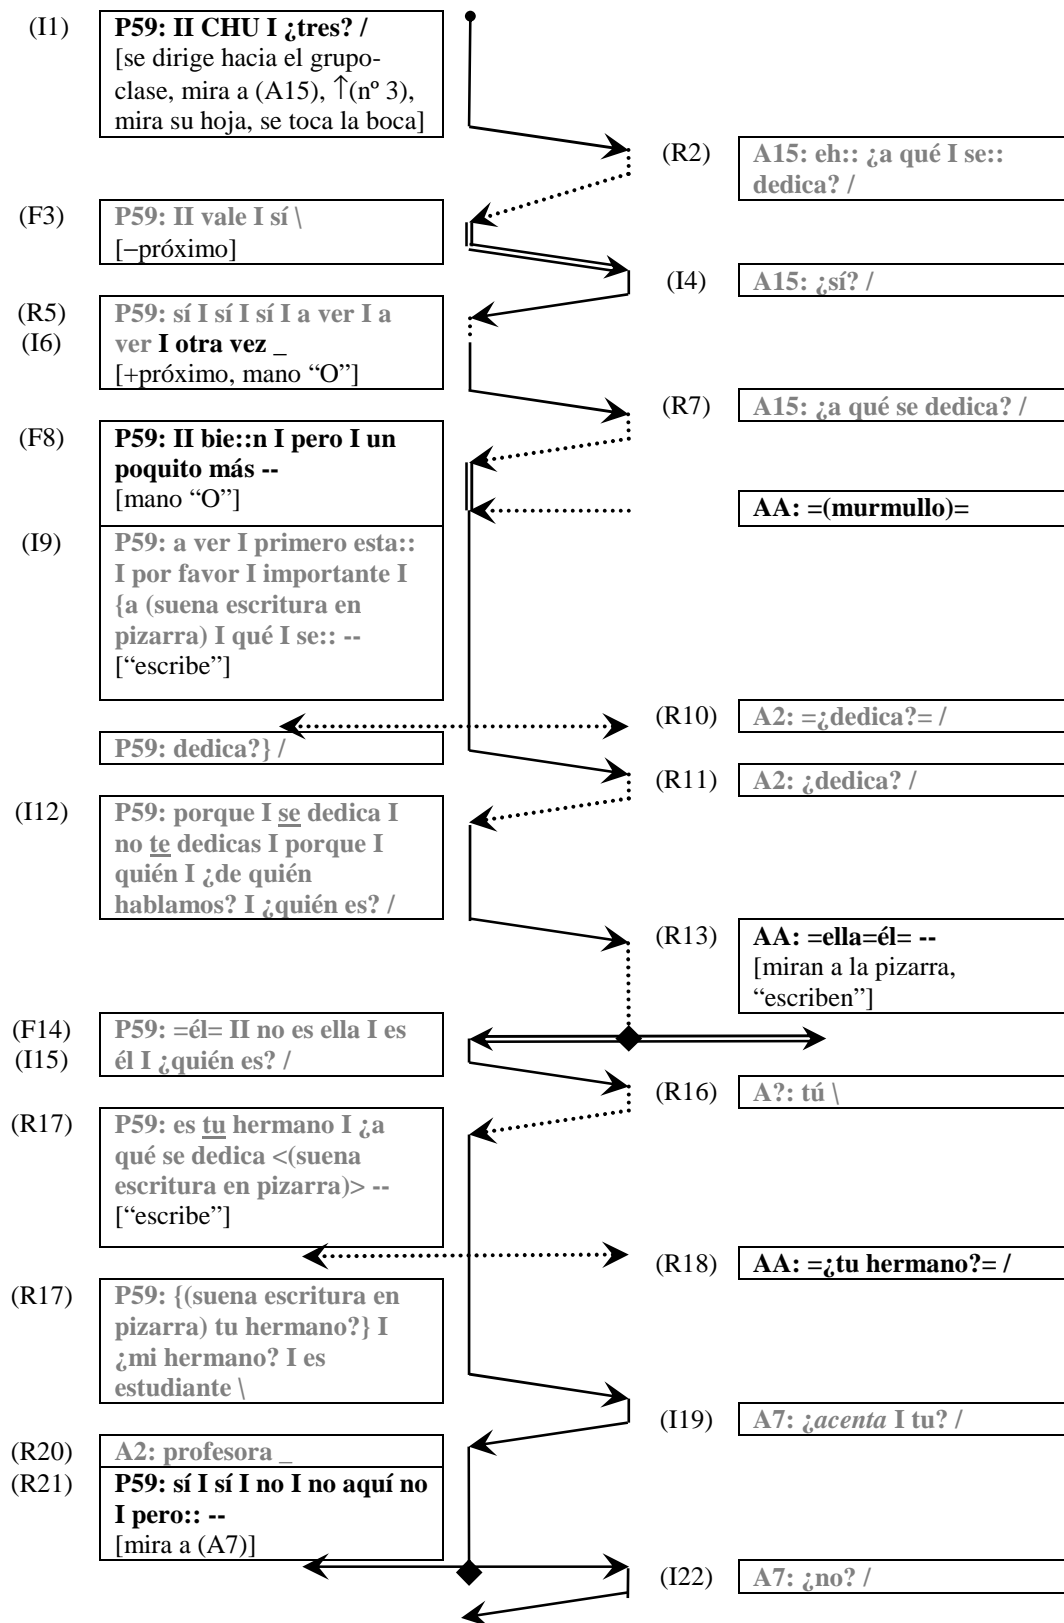 (I1)
P59: II CHU I ¿tres? /
[se dirige hacia el grupo-
clase, mira a (A15), ↑(nº 3),
mira su hoja, se toca la boca]
(R2)
A15: eh:: ¿a qué I se::
dedica? /
(F3)
P59: II vale I sí \
[−próximo]
(I4)
A15: ¿sí? /
(R5)
P59: sí I sí I sí I a ver I a
(I6)
ver I otra vez _
[+próximo, mano “O”]
(R7)
A15: ¿a qué se dedica? /
(F8)
P59: II bie::n I pero I un
poquito más --
[mano “O”]
AA: =(murmullo)=
(I9)
P59: a ver I primero esta::
I por favor I importante I
{a (suena escritura en
pizarra) I qué I se:: --
[“escribe”]
(R10)
A2: =¿dedica?= /
P59: dedica?} /
(R11)
A2: ¿dedica? /
(I12)
P59: porque I se dedica I
no te dedicas I porque I
quién I ¿de quién
hablamos? I ¿quién es? /
(R13)
AA: =ella=él= --
[miran a la pizarra,
“escriben”]
(F14)
P59: =él= II no es ella I es
(I15)
él I ¿quién es? /
(R16)
A?: tú \
(R17)
P59: es tu hermano I ¿a
qué se dedica <(suena
escritura en pizarra)> --
[“escribe”]
(R18)
AA: =¿tu hermano?= /
(R17)
P59: {(suena escritura en
pizarra) tu hermano?} I
¿mi hermano? I es
estudiante \
(I19)
A7: ¿acenta I tu? /
(R20)
A2: profesora _
(R21)
P59: sí I sí I no I no aquí no
I pero:: --
[mira a (A7)]
(I22)
A7: ¿no? /